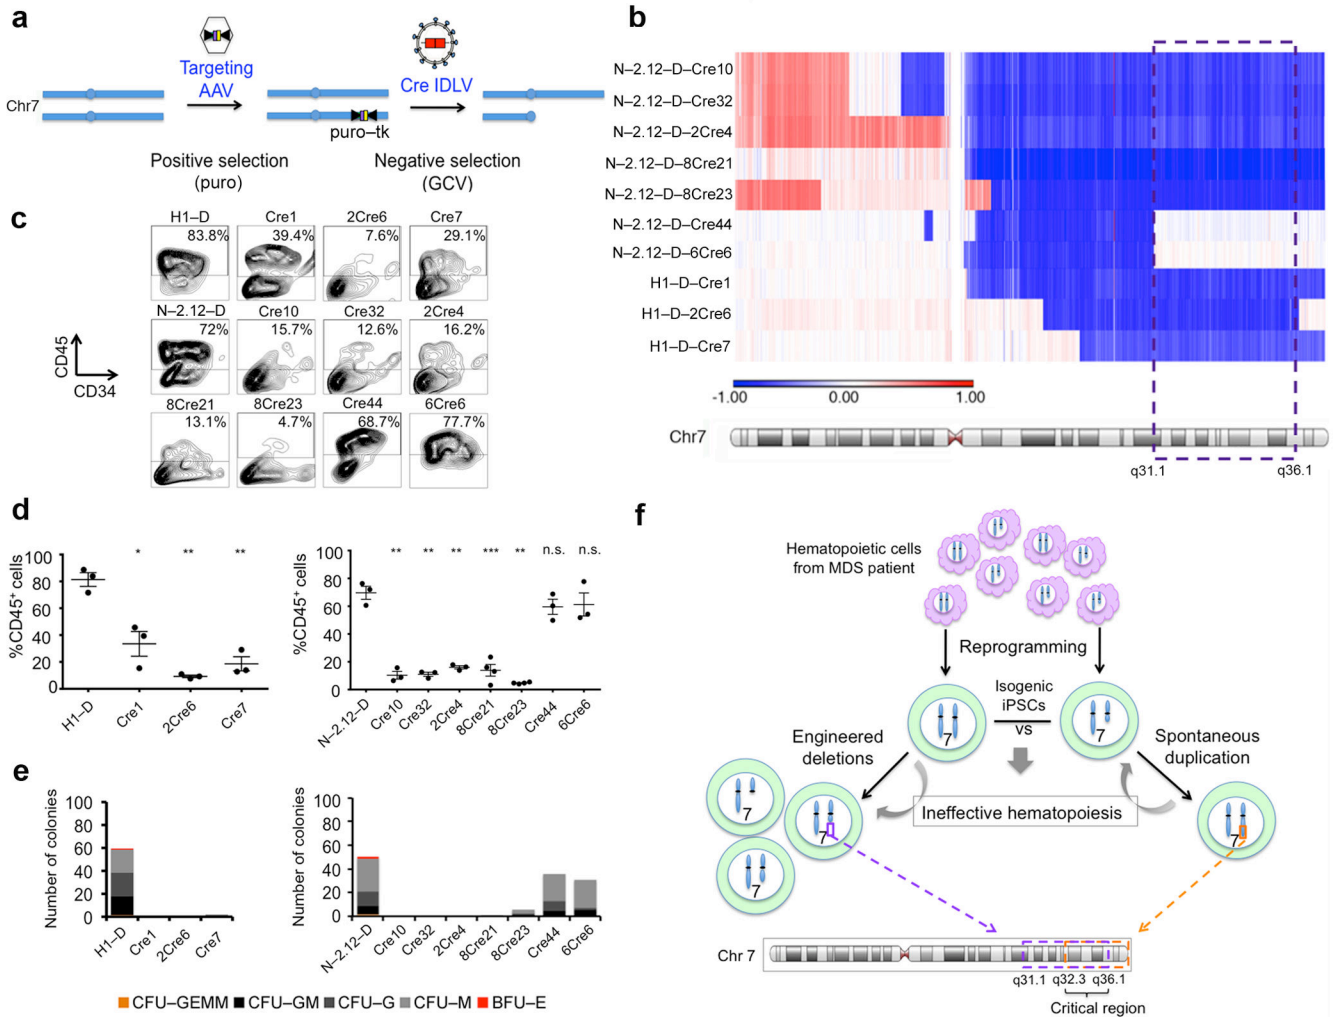 a
Targeting
AAV
Cre IDLV
Chr7
puro–tk
Positive selection
(puro)
Negative selection
(GCV)
b
N–2.12–D–Cre10
N–2.12–D–Cre32
N–2.12–D–2Cre4
N–2.12–D–8Cre21
N–2.12–D–8Cre23
N–2.12–D–Cre44
N–2.12–D–6Cre6
H1–D–Cre1
H1–D–2Cre6
H1–D–Cre7
-1.00 0.00 1.00
Chr7
q31.1 q36.1
c
H1–D Cre1 2Cre6 Cre7
83.8% 39.4% 7.6% 29.1%
N–2.12–D Cre10 Cre32 2Cre4
72% 15.7% 12.6% 16.2%
8Cre21 8Cre23 Cre44 6Cre6
13.1% 4.7% 68.7% 77.7%
CD45
CD34
d
%CD45+ cells
100
80
60
40
20
0
* ** **
H1–D Cre1 2Cre6 Cre7
%CD45+ cells
100
80
60
40
20
0
** ** ** *** ** n.s. n.s.
N–2.12–D Cre10 Cre32 2Cre4 8Cre21 8Cre23 Cre44 6Cre6
e
Number of colonies
100
80
60
40
20
0
H1–D Cre1 2Cre6 Cre7
Number of colonies
100
80
60
40
20
0
N–2.12–D Cre10 Cre32 2Cre4 8Cre21 8Cre23 Cre44 6Cre6
CFU–GEMM CFU–GM CFU–G CFU–M BFU–E
f
Hematopoietic cells
from MDS patient
Reprogramming
Isogenic
iPSCs
vs
7
7
Engineered
deletions
Spontaneous
duplication
Ineffective hematopoiesis
7
7
7
7
Chr 7
q31.1 q32.3 q36.1
Critical region